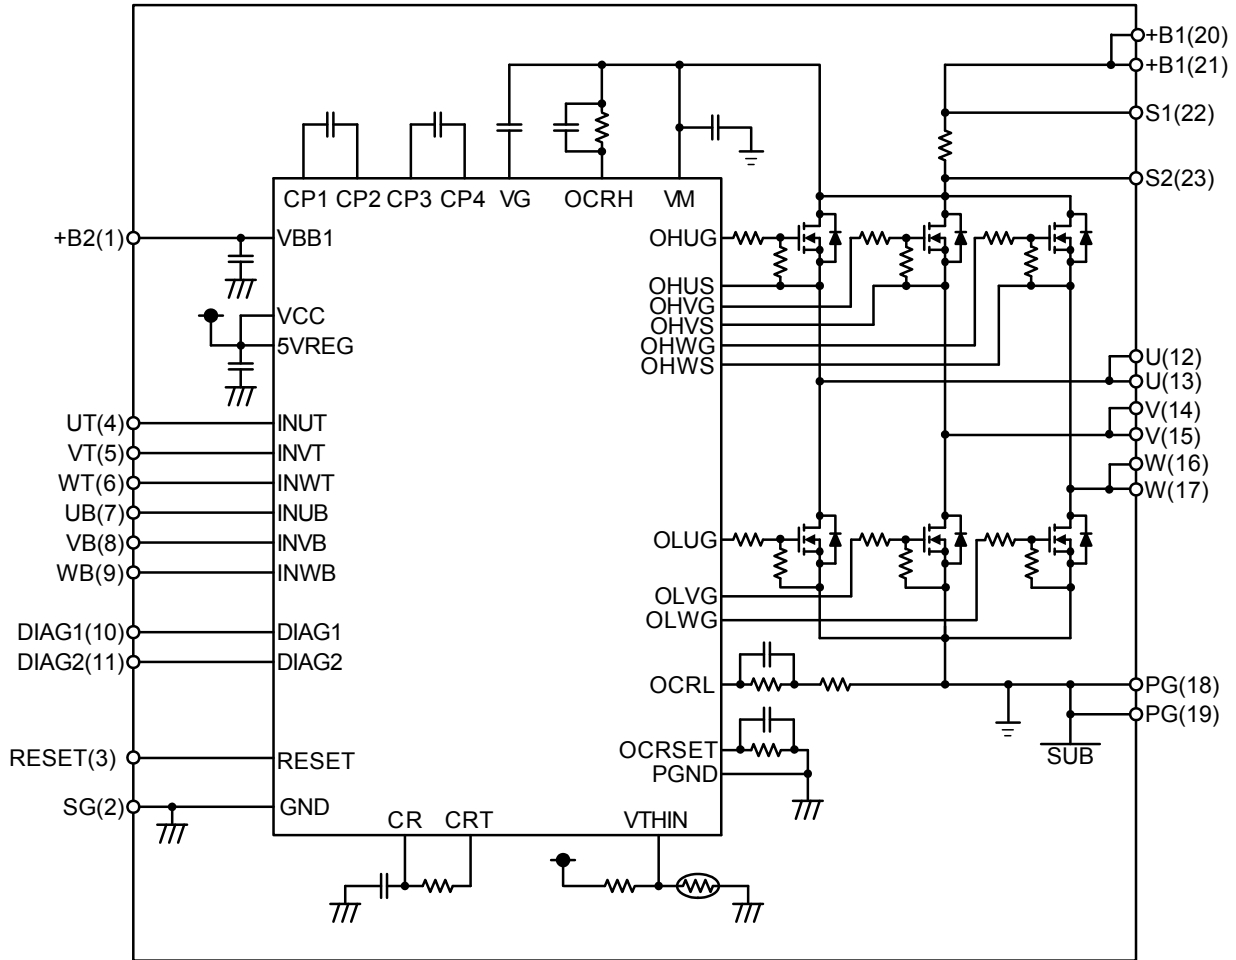 +B1(20)
+B1(21)
S1(22)
S2(23)
CP1 CP2 CP3 CP4 VG OCRH VM
+B2(1) VBB1
OHUG
OHUS
OHVG
OHVS
OHWG
OHWS
VCC
5VREG
U(12)
U(13)
V(14)
V(15)
W(16)
W(17)
UT(4) INUT
VT(5) INVT
WT(6) INWT
UB(7) INUB
VB(8) INVB
WB(9) INWB
OLUG
OLVG
OLWG
DIAG1(10) DIAG1
DIAG2(11) DIAG2
OCRL
PG(18)
PG(19)
SUB
OCRSET
PGND
RESET(3) RESET
SG(2) GND
CR CRT VTHIN